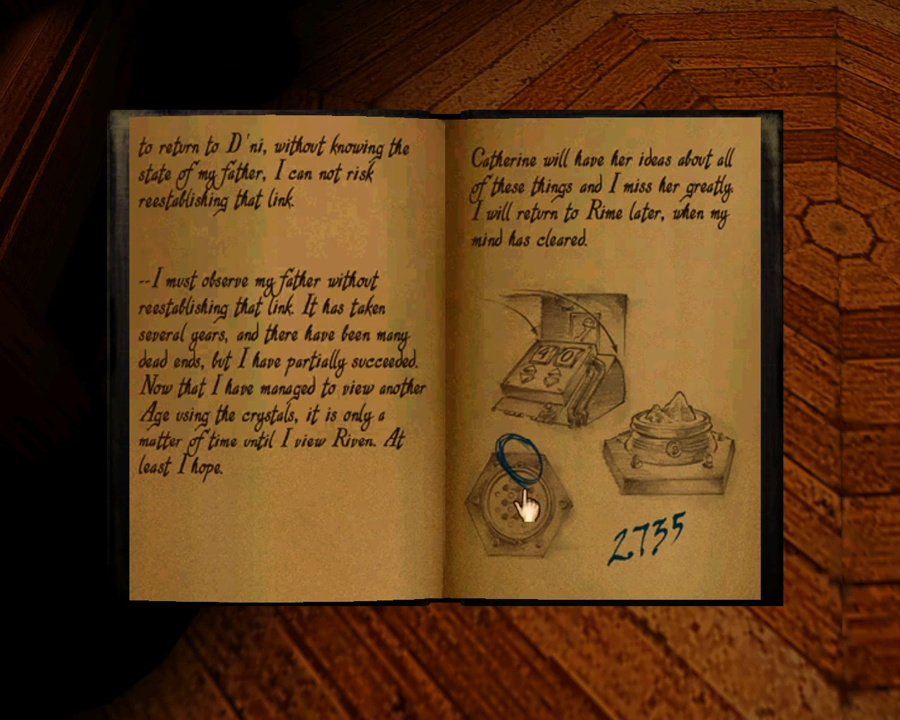 to return to D'ni, without knowing the
state of my father, I can not risk
reestablishing that link.
--I must observe my father without
reestablishing that link. It has taken
several years, and there have been many
dead ends, but I have partially succeeded.
Now that I have managed to view another
Age using the crystals, it is only a
matter of time until I view Riven. At
least I hope.
Catherine will have her ideas about all
of these things and I miss her greatly.
I will return to Rime later, when my
mind has cleared.
40
2735